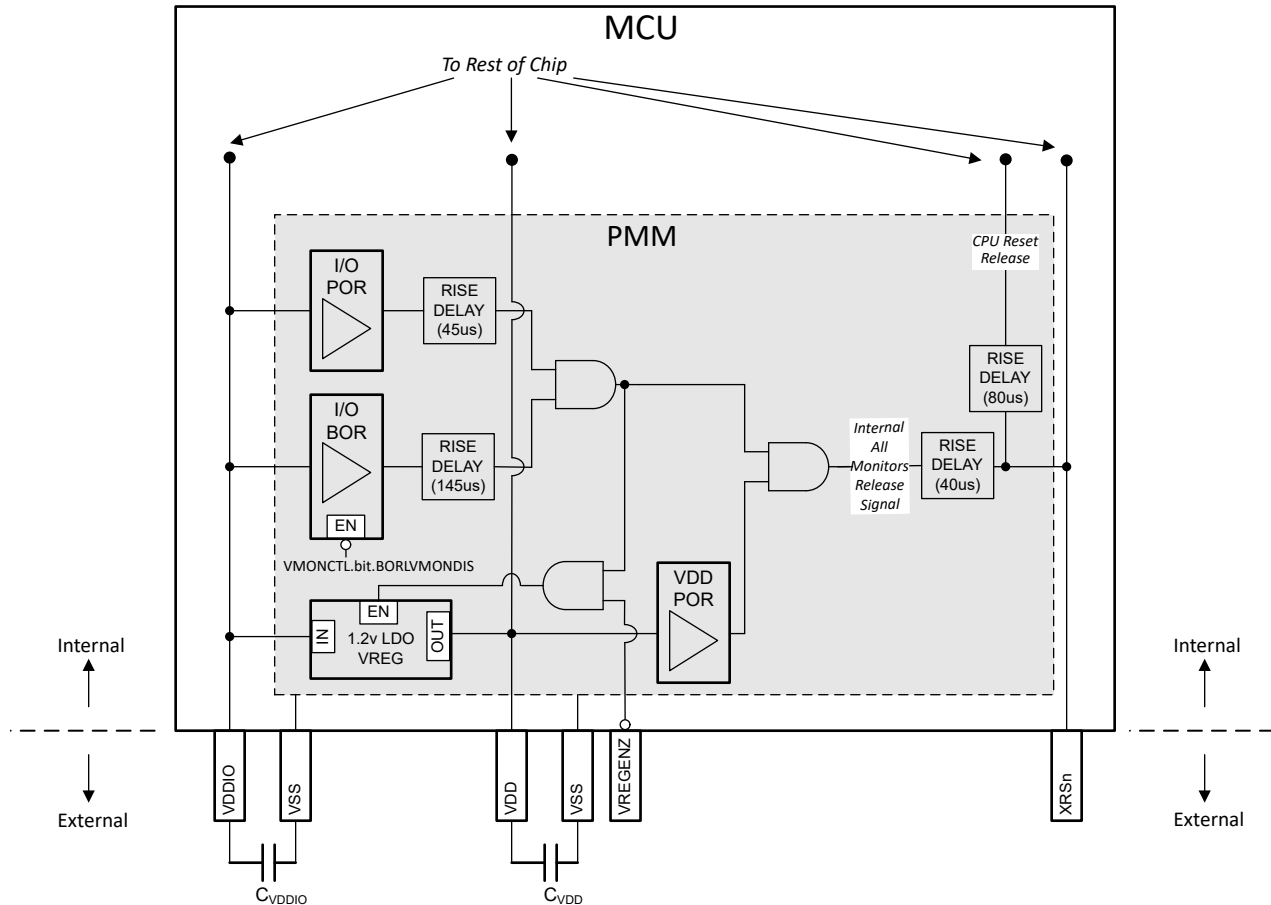 MCU
To Rest of Chip
PMM
CPU Reset
Release
I/O
POR
RISE
DELAY
(45us)
RISE
DELAY
(80us)
I/O
BOR
EN
RISE
DELAY
(145us)
Internal
All
Monitors
Release
Signal
RISE
DELAY
(40us)
VMONCTL.bit.BORLVMONDIS
EN
IN
1.2v LDO
VREG
OUT
VDD
POR
Internal
External
Internal
External
VDDIO
VSS
VDD
VSS
VREGENZ
XRSn
CVDDIO
CVDD